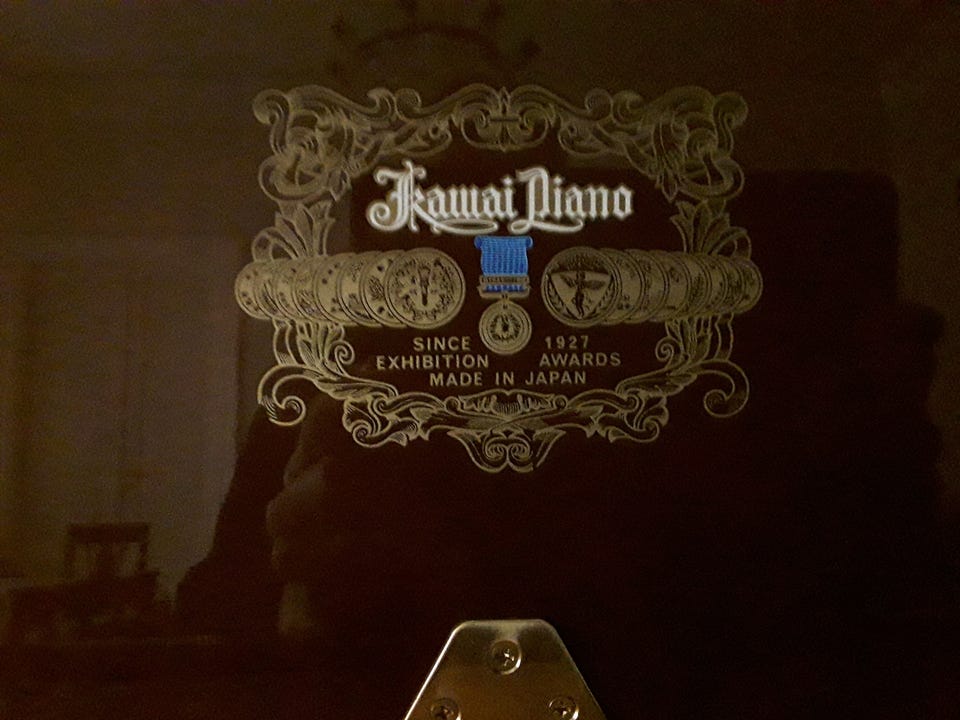 Kawai Piano
SINCE 1927
EXHIBITION AWARDS
MADE IN JAPAN